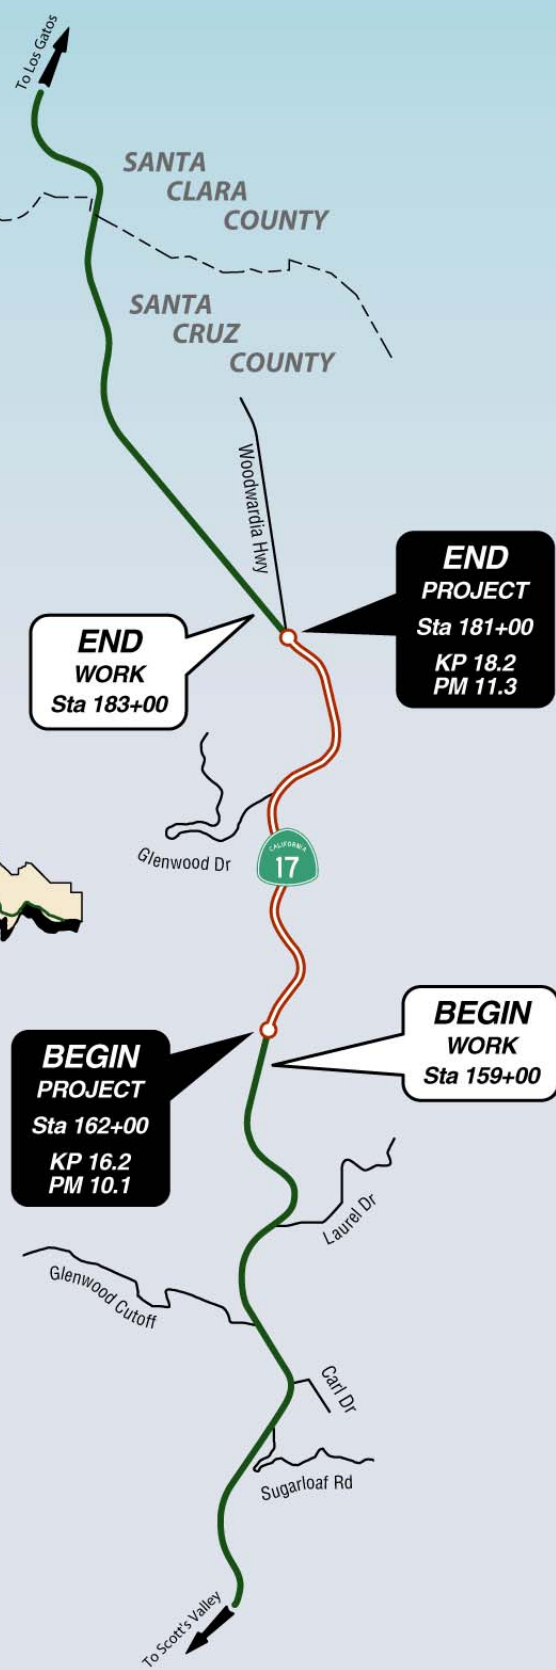 To Los Gatos
SANTA
CLARA
COUNTY
SANTA
CRUZ
COUNTY
Woodwardia Hwy
END
PROJECT
Sta 181+00
KP 18.2
PM 11.3
END
WORK
Sta 183+00
Glenwood Dr
CALIFORNIA
17
BEGIN
WORK
Sta 159+00
BEGIN
PROJECT
Sta 162+00
KP 16.2
PM 10.1
Laurel Dr
Glenwood Cutoff
Carl Dr
Sugarloaf Rd
To Scott's Valley